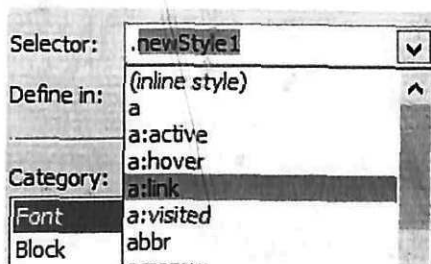 Selector: .newStyle1
(inline style)
Define in:
a
a:active
a:hover
Category:
a:link
Font
a:visited
Block
abbr